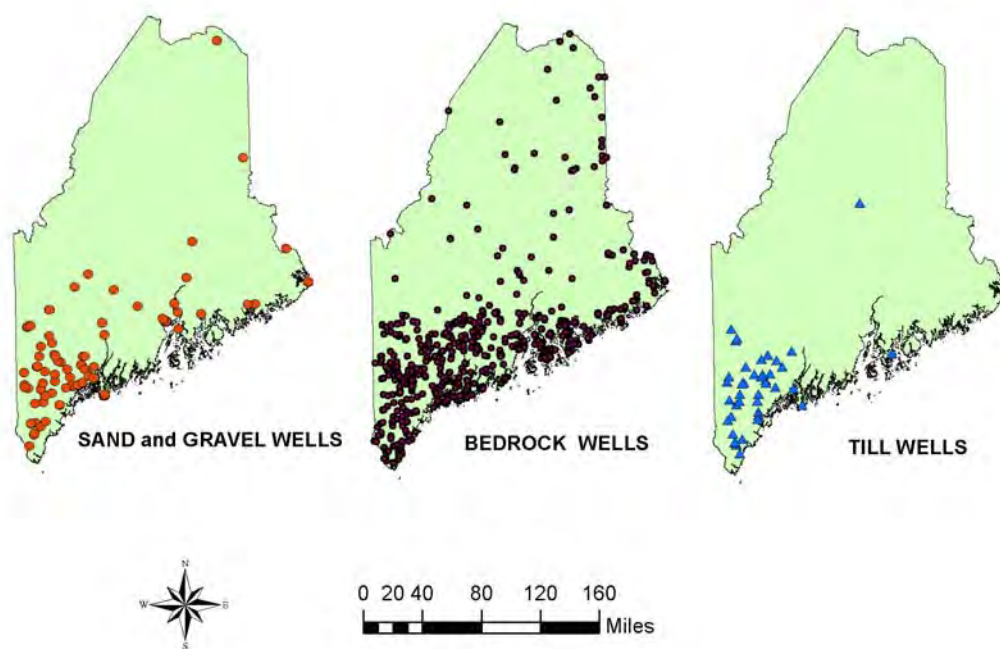 SAND and GRAVEL WELLS
BEDROCK WELLS
TILL WELLS
N
W
E
S
0 20 40 80 120 160
Miles